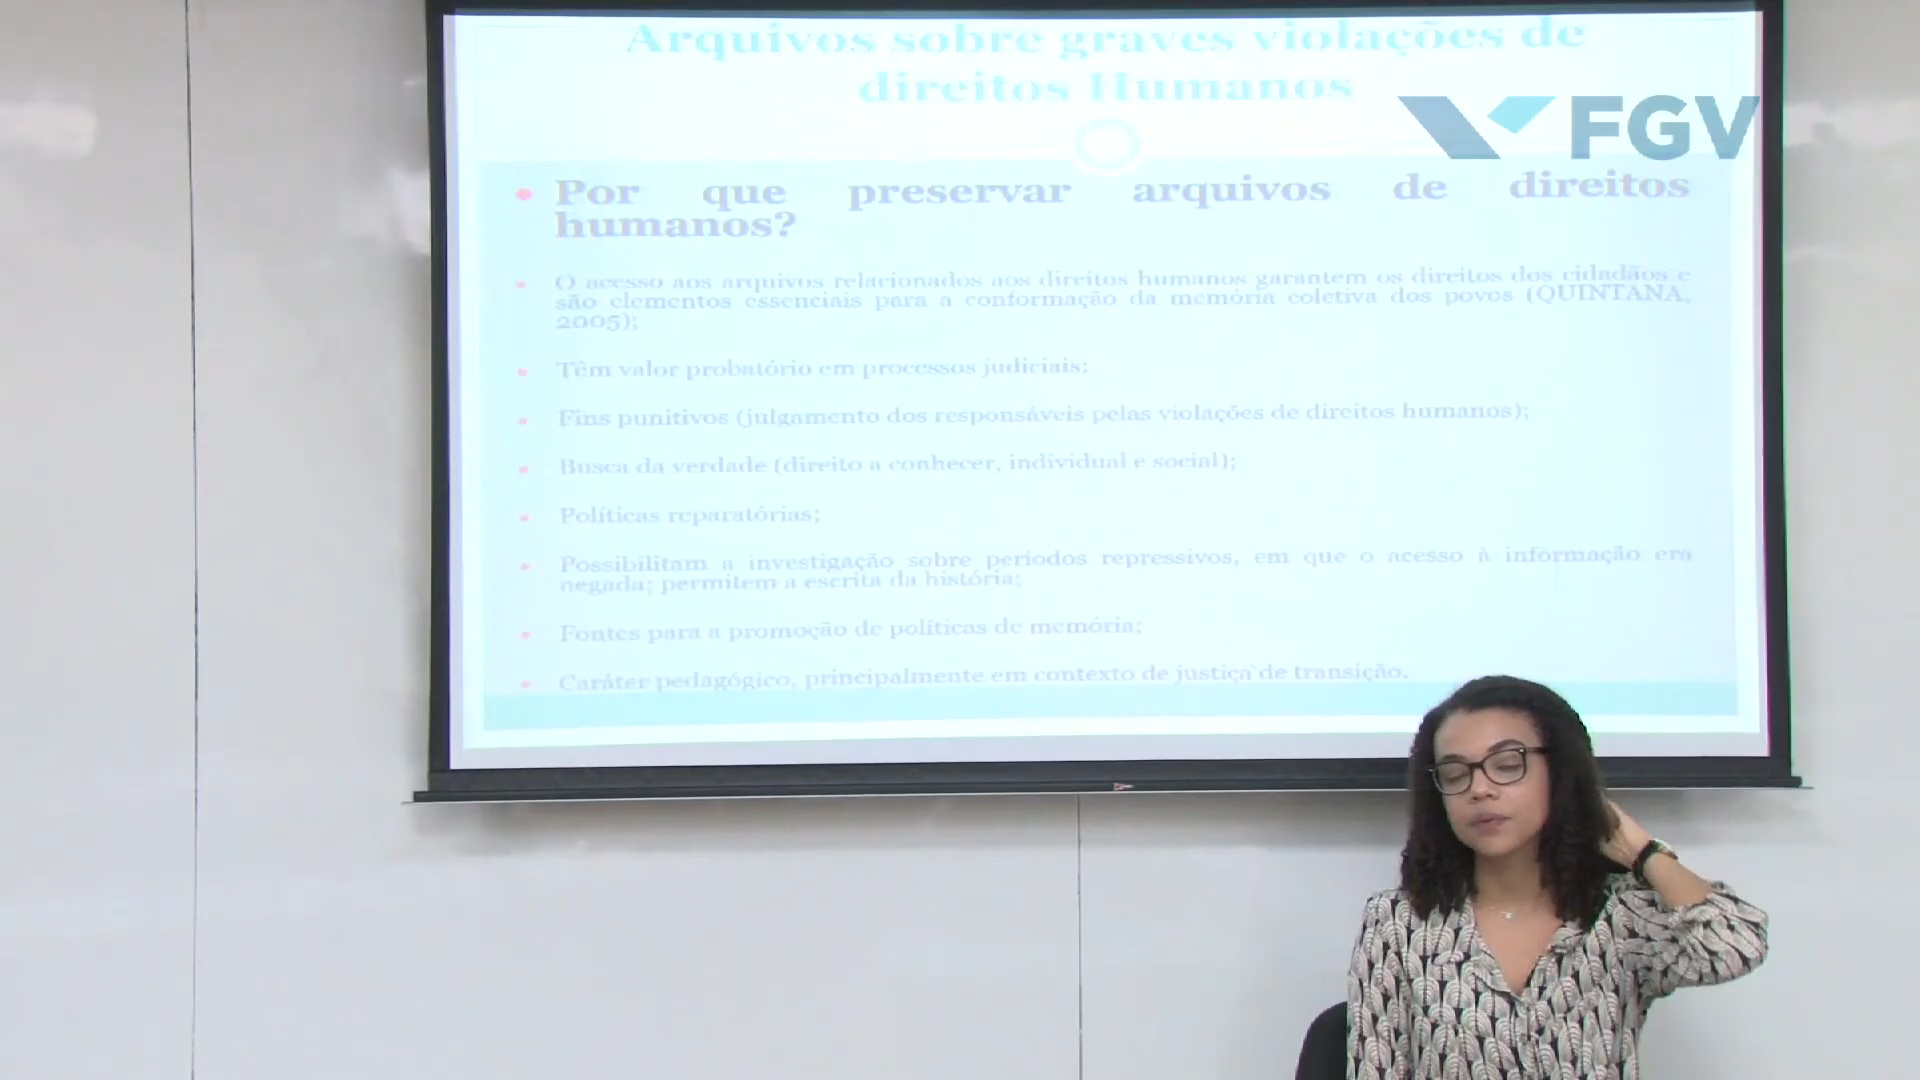 Arquivos sobre graves violações de
direitos Humanos
FGV
Por que preservar arquivos de direitos
humanos?
O acesso aos arquivos relacionados aos direitos humanos garantem os direitos dos cidadãos e
são elementos essenciais para a conformação da memória coletiva dos povos (QUINTANA,
2005);
Têm valor probatório em processos judiciais:
Fins punitivos (julgamento dos responsáveis pelas violações de direitos humanos);
Busca da verdade (direito a conhecer, individual e social);
Políticas reparatórias;
Possibilitam a investigação sobre períodos repressivos, em que o acesso à informação era
negada; permitem a escrita da história;
Fontes para a promoção de políticas de memória;
Caráter pedagógico, principalmente em contexto de justiça de transição.